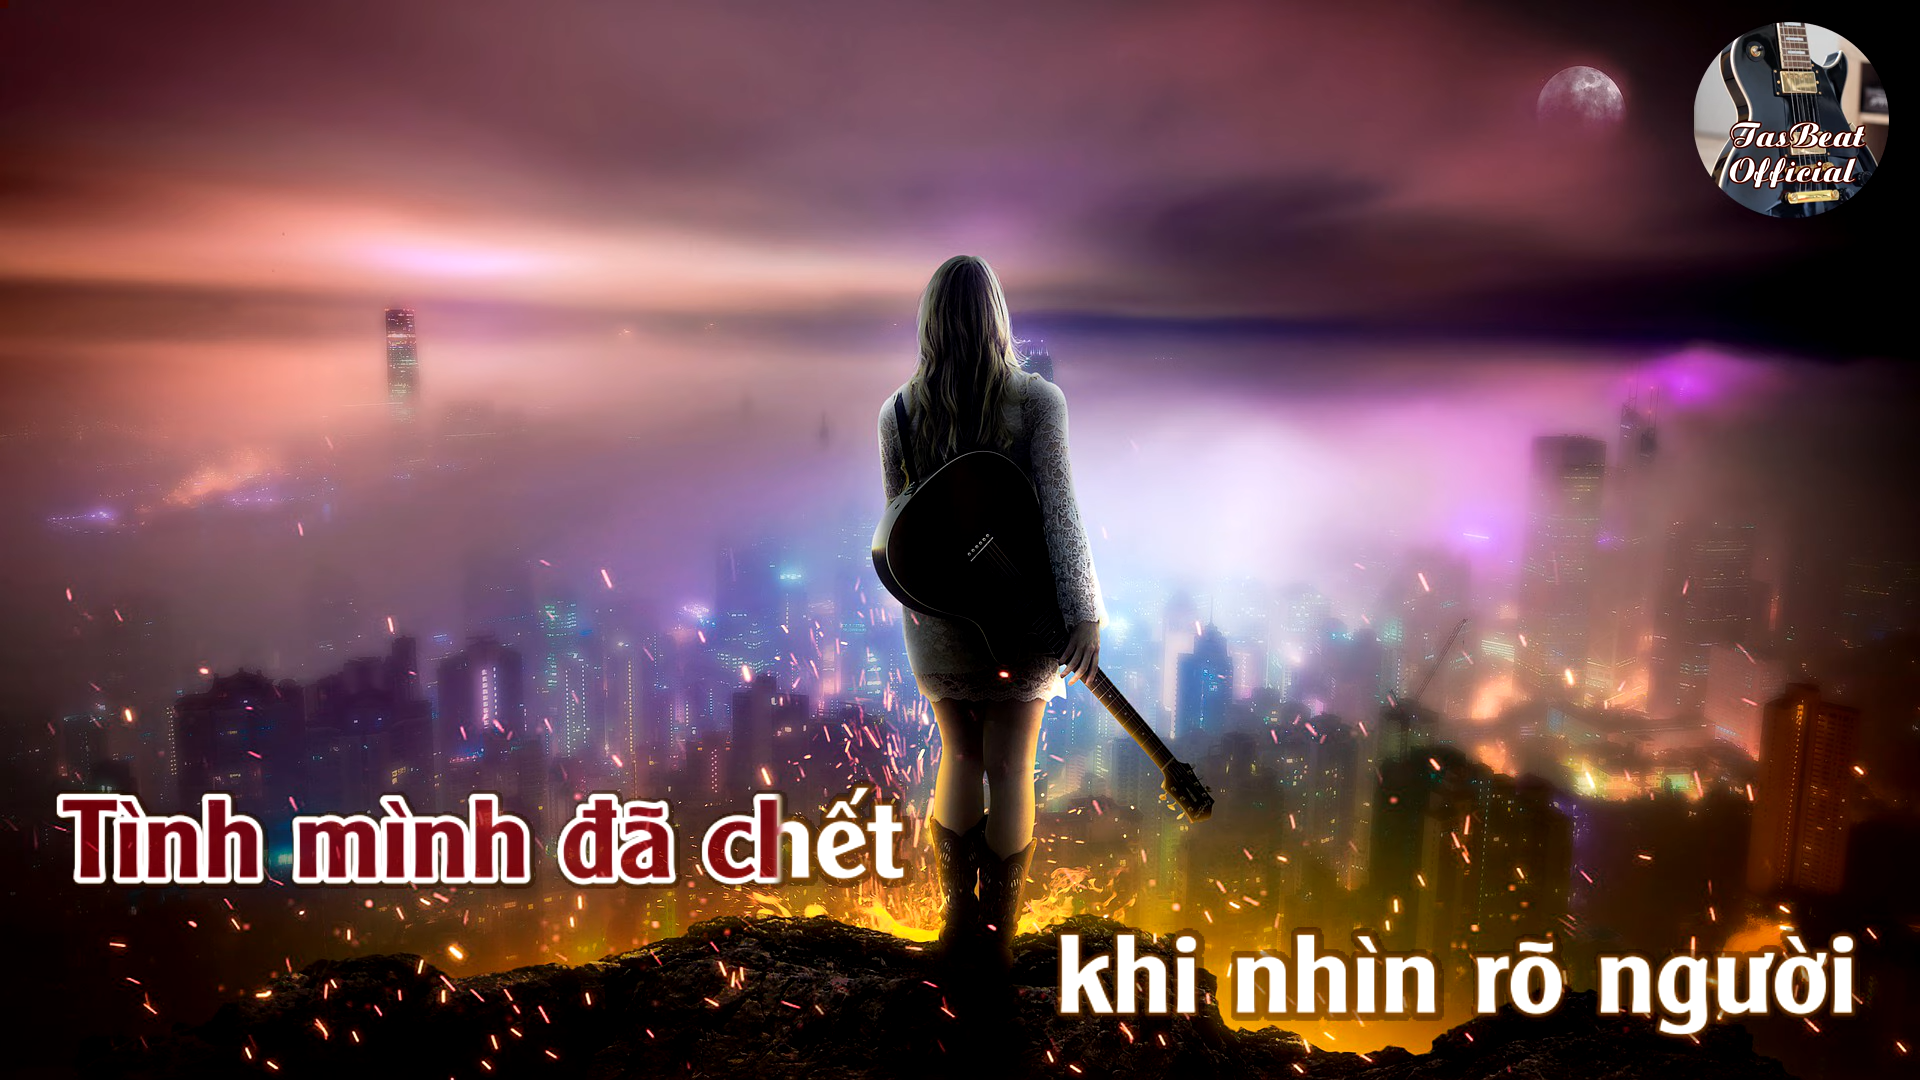 TasBeat
Official
Tình mình đã chết
khi nhìn rõ người